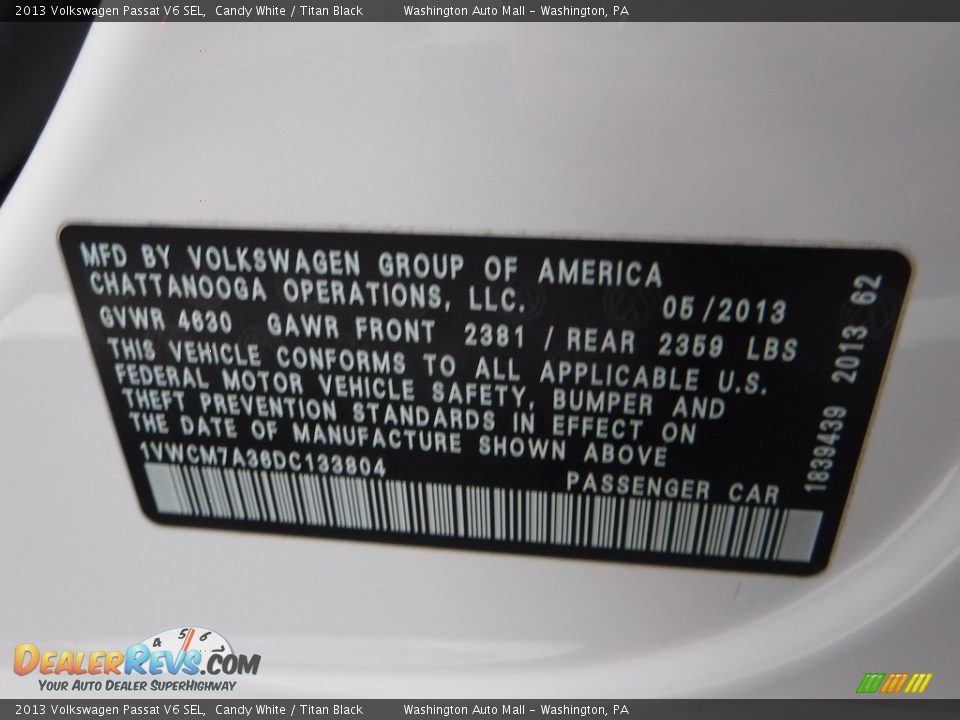 2013 Volkswagen Passat V6 SEL, Candy White / Titan Black Washington Auto Mall - Washington, PA
MFD BY VOLKSWAGEN GROUP OF AMERICA
CHATTANOOGA OPERATIONS, LLC. 05/2013
GVWR 4630 GAWR FRONT 2381 / REAR 2359 LBS
THIS VEHICLE CONFORMS TO ALL APPLICABLE U.S.
FEDERAL MOTOR VEHICLE SAFETY, BUMPER AND
THEFT PREVENTION STANDARDS IN EFFECT ON
THE DATE OF MANUFACTURE SHOWN ABOVE
1VWCM7A36DC133804
PASSENGER CAR
1839439 2013 62
4 5 6
DEALERREVS.COM
YOUR AUTO DEALER SUPERHIGHWAY
2013 Volkswagen Passat V6 SEL, Candy White / Titan Black Washington Auto Mall - Washington, PA